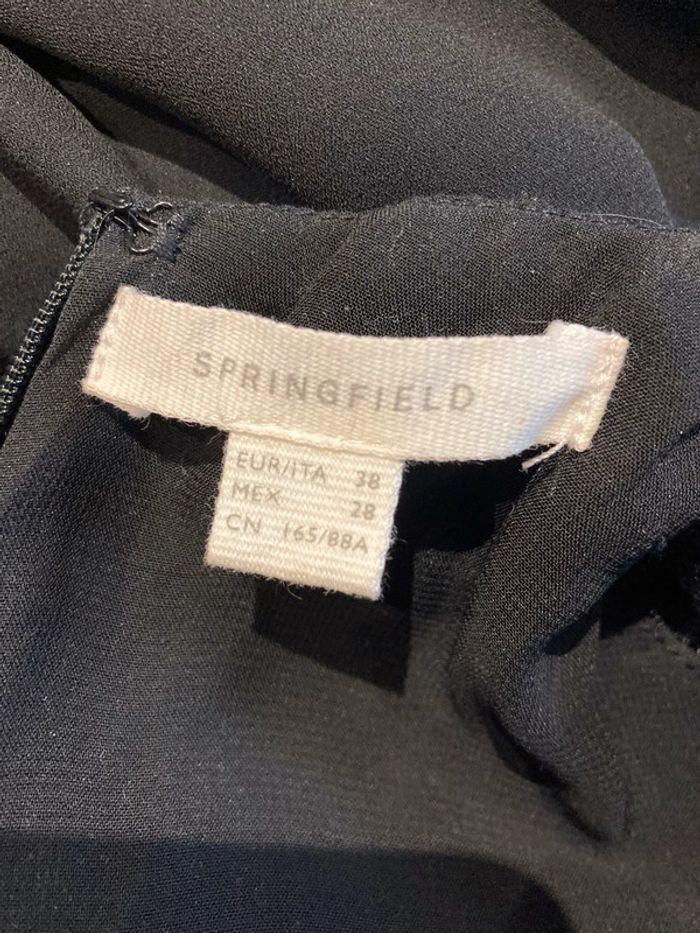 SPRINGFIELD
EUR/ITA 38
MEX 28
CN 165/88A